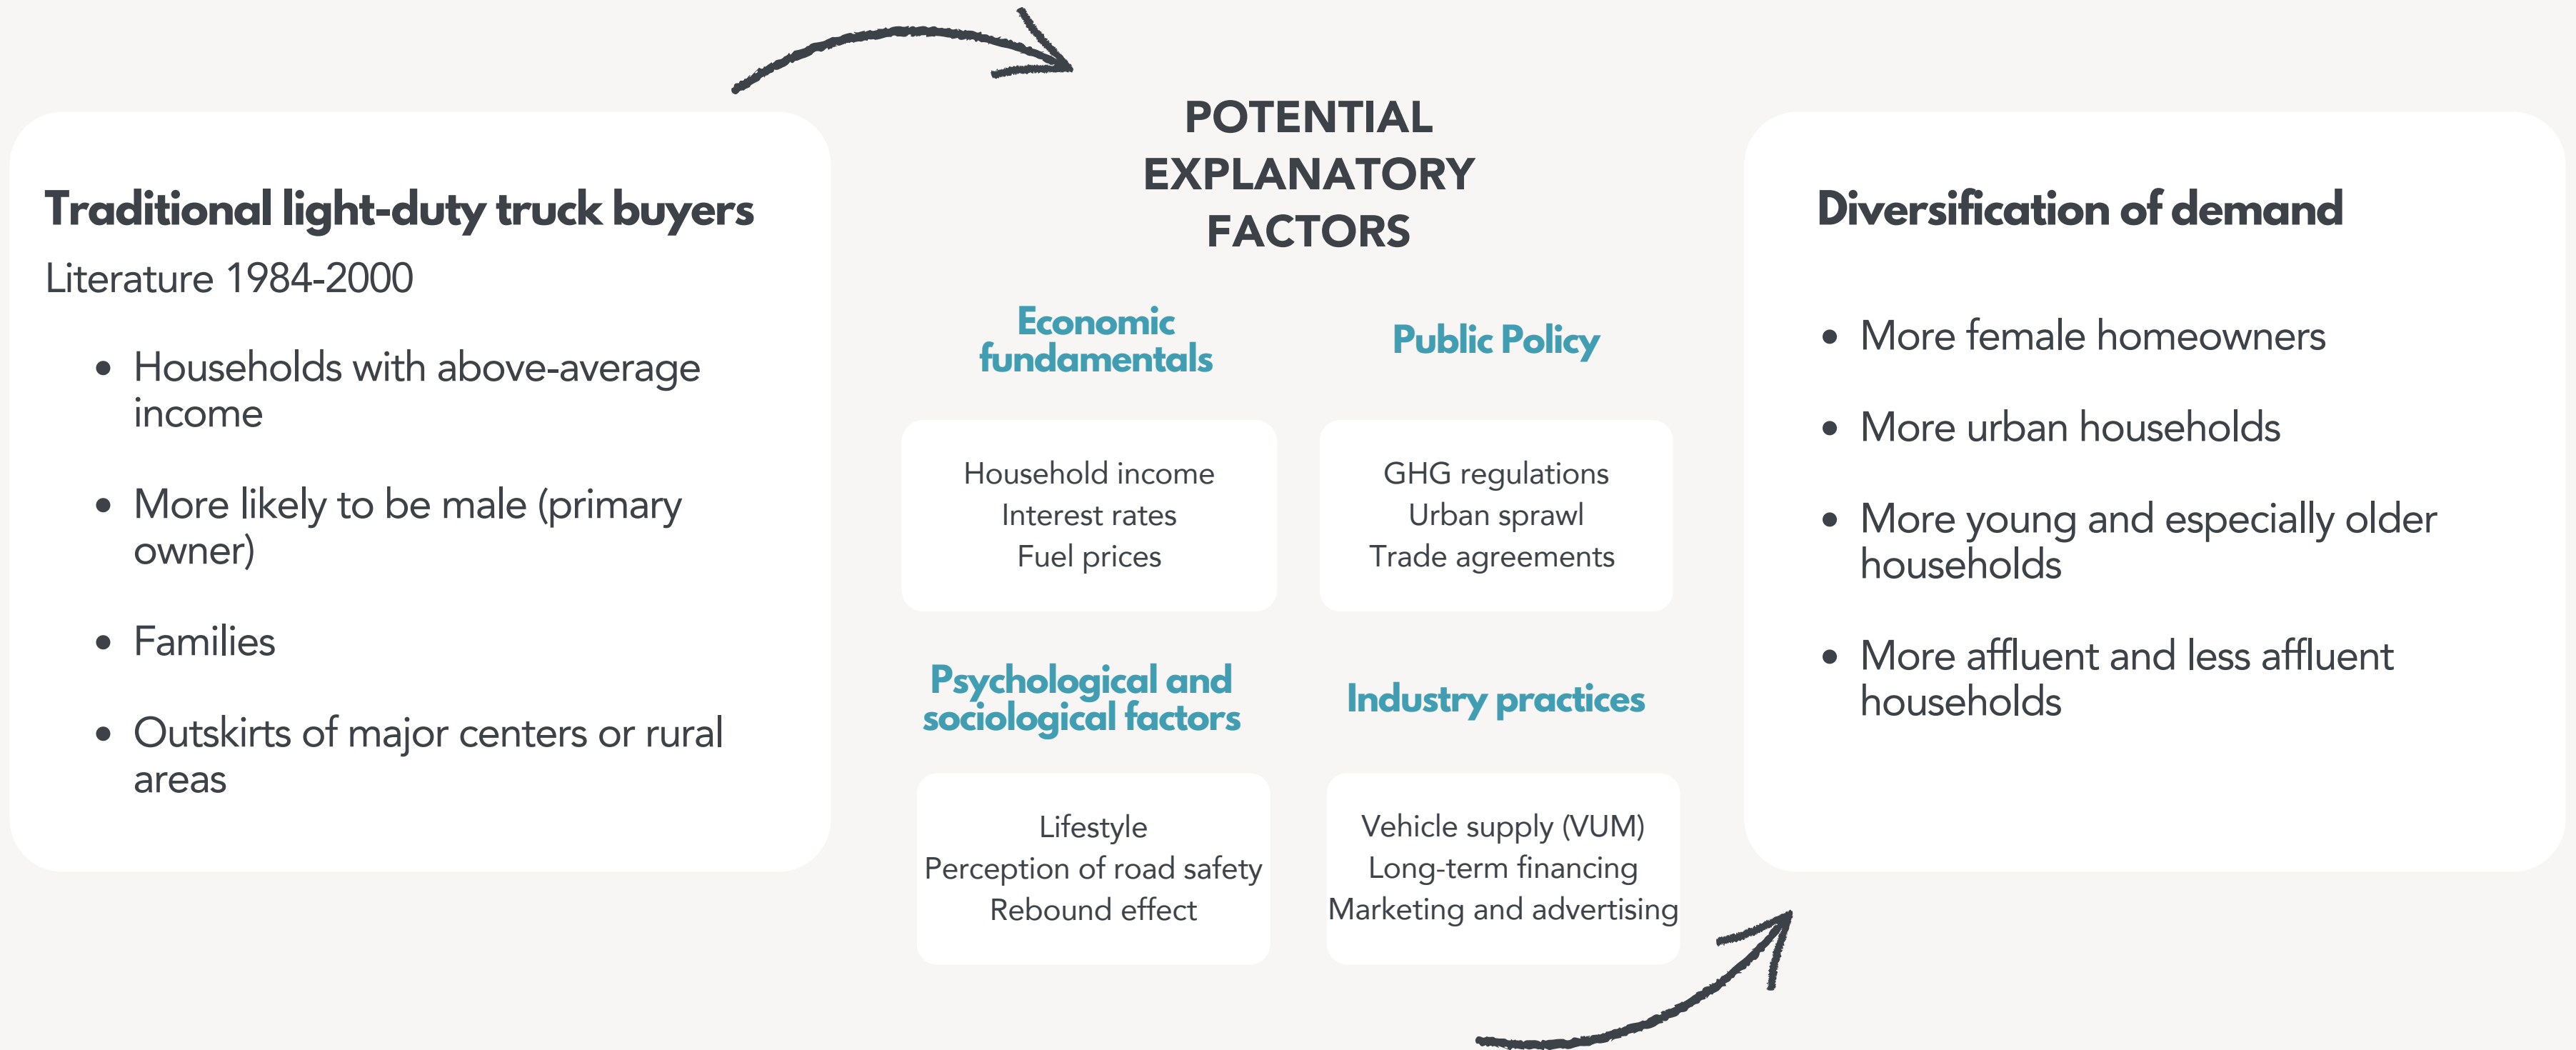 Traditional light-duty truck buyers
Literature 1984-2000
• Households with above-average
income
• More likely to be male (primary
owner)
• Families
• Outskirts of major centers or rural
areas
POTENTIAL
EXPLANATORY
FACTORS
Economic
fundamentals
Household income
Interest rates
Fuel prices
Public Policy
GHG regulations
Urban sprawl
Trade agreements
Psychological and
sociological factors
Lifestyle
Perception of road safety
Rebound effect
Industry practices
Vehicle supply (VUM)
Long-term financing
Marketing and advertising
Diversification of demand
• More female homeowners
• More urban households
• More young and especially older
households
• More affluent and less affluent
households